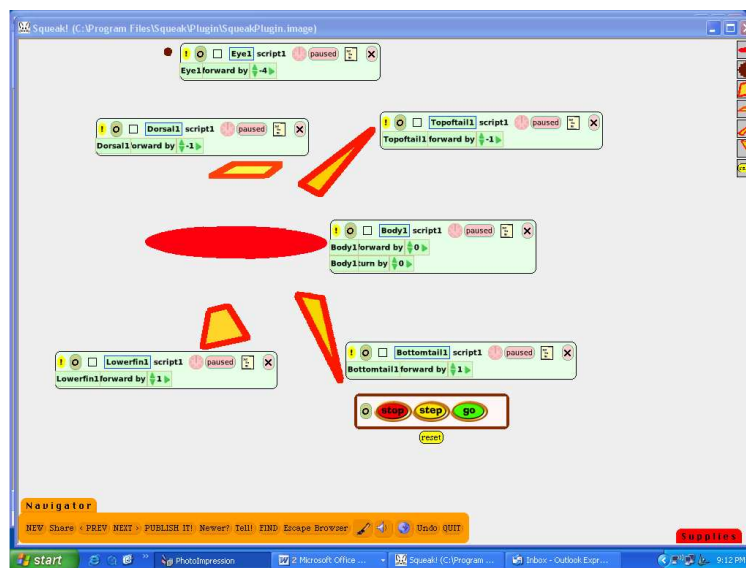 Squeak! (C:\Program Files\Squeak\Plugin\SqueakPlugin.image)
! Eye1 script1 paused
Eye1 forward by -4
! Dorsal1 script1 paused
Dorsal1 orward by -1
! Topoftail1 script1 paused
Topoftail1 forward by -1
! Body1 script1 paused
Body1 forward by 0
Body1 turn by 0
! Lowerfin1 script1 paused
Lowerfin1 forward by 1
! Bottomtail1 script1 paused
Bottomtail1 forward by 1
stop step go
reset
Navigator
NEW Share < PREV NEXT > PUBLISH IT! Newer? Tell! FIND Escape Browser Undo QUIT
Supplies
start PhotoImpression 2 Microsoft Office ... Squeak! (C:\Program ... Inbox - Outlook Expr... 9:12 PM